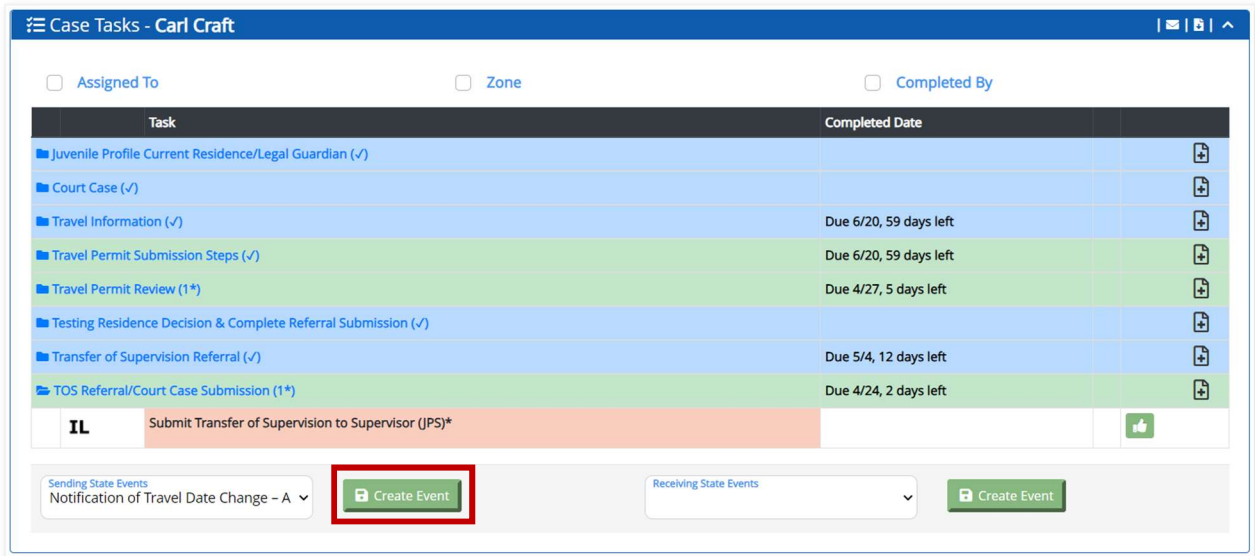 Case Tasks - Carl Craft
Assigned To Zone Completed By
Task Completed Date
Juvenile Profile Current Residence/Legal Guardian (✓)
Court Case (✓)
Travel Information (✓) Due 6/20, 59 days left
Travel Permit Submission Steps (✓) Due 6/20, 59 days left
Travel Permit Review (1*) Due 4/27, 5 days left
Testing Residence Decision & Complete Referral Submission (✓)
Transfer of Supervision Referral (✓) Due 5/4, 12 days left
TOS Referral/Court Case Submission (1*) Due 4/24, 2 days left
IL Submit Transfer of Supervision to Supervisor (JPS)*
Sending State Events Receiving State Events
Notification of Travel Date Change – A Create Event Create Event